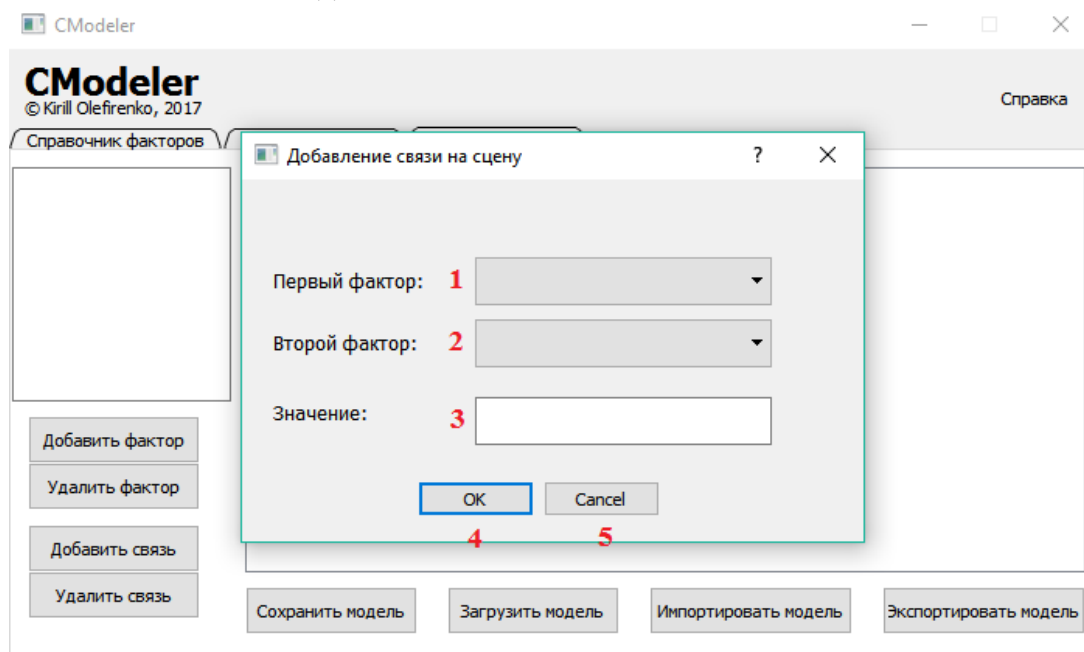 CModeler
CModeler
© Kirill Olefirenko, 2017
Справка
Справочник факторов
Добавление связи на сцену
?
Первый фактор: 1
Второй фактор: 2
Значение: 3
OK Cancel
4 5
Добавить фактор
Удалить фактор
Добавить связь
Удалить связь
Сохранить модель Загрузить модель Импортировать модель Экспортировать модель